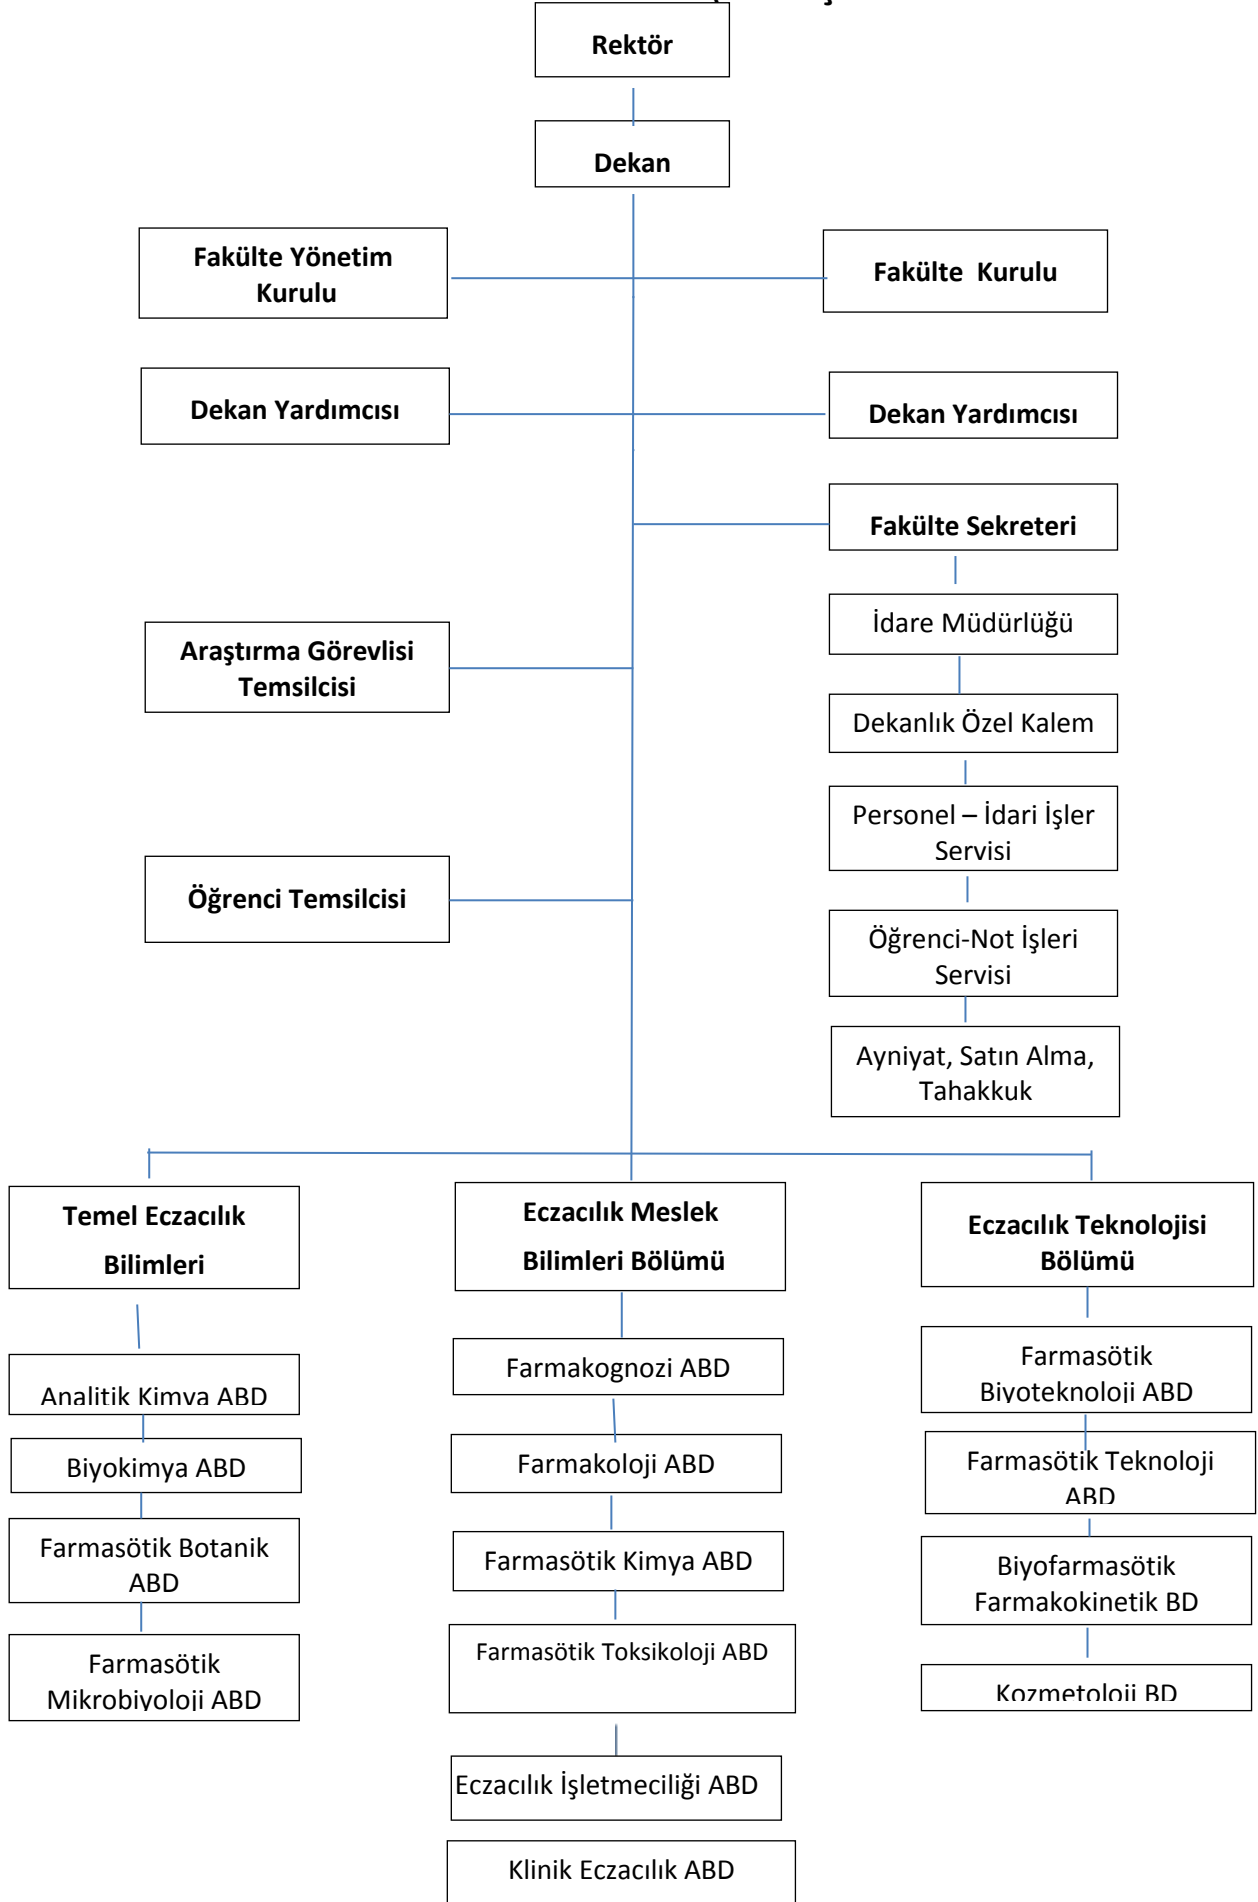 Rektör
Dekan
Fakülte Yönetim
Kurulu
Fakülte Kurulu
Dekan Yardımcısı
Dekan Yardımcısı
Fakülte Sekreteri
İdare Müdürlüğü
Araştırma Görevlisi
Temsilcisi
Dekanlık Özel Kalem
Personel – İdari İşler
Servisi
Öğrenci Temsilcisi
Öğrenci-Not İşleri
Servisi
Ayniyat, Satın Alma,
Tahakkuk
Temel Eczacılık
Bilimleri
Eczacılık Meslek
Bilimleri Bölümü
Eczacılık Teknolojisi
Bölümü
Analitik Kimya ABD
Biyokimya ABD
Farmasötik Botanik
ABD
Farmasötik
Mikrobiyoloji ABD
Farmakognozi ABD
Farmakoloji ABD
Farmasötik Kimya ABD
Farmasötik Toksikoloji ABD
Eczacılık İşletmeciliği ABD
Klinik Eczacılık ABD
Farmasötik
Biyoteknoloji ABD
Farmasötik Teknoloji
ABD
Biyofarmasötik
Farmakokinetik BD
Kozmetoloji BD